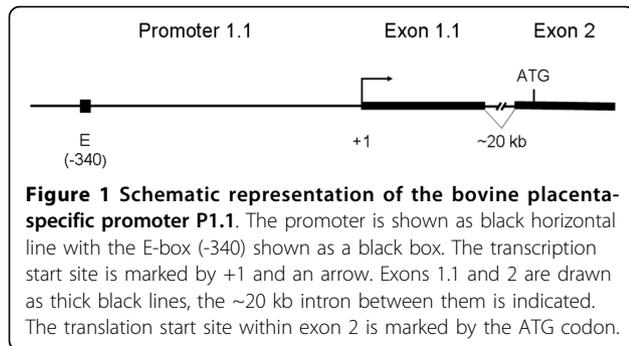 Promoter 1.1 Exon 1.1 Exon 2
ATG
E
(-340)
+1
~20 kb
Figure 1 Schematic representation of the bovine placenta-
specific promoter P1.1. The promoter is shown as black horizontal
line with the E-box (-340) shown as a black box. The transcription
start site is marked by +1 and an arrow. Exons 1.1 and 2 are drawn
as thick black lines, the ~20 kb intron between them is indicated.
The translation start site within exon 2 is marked by the ATG codon.